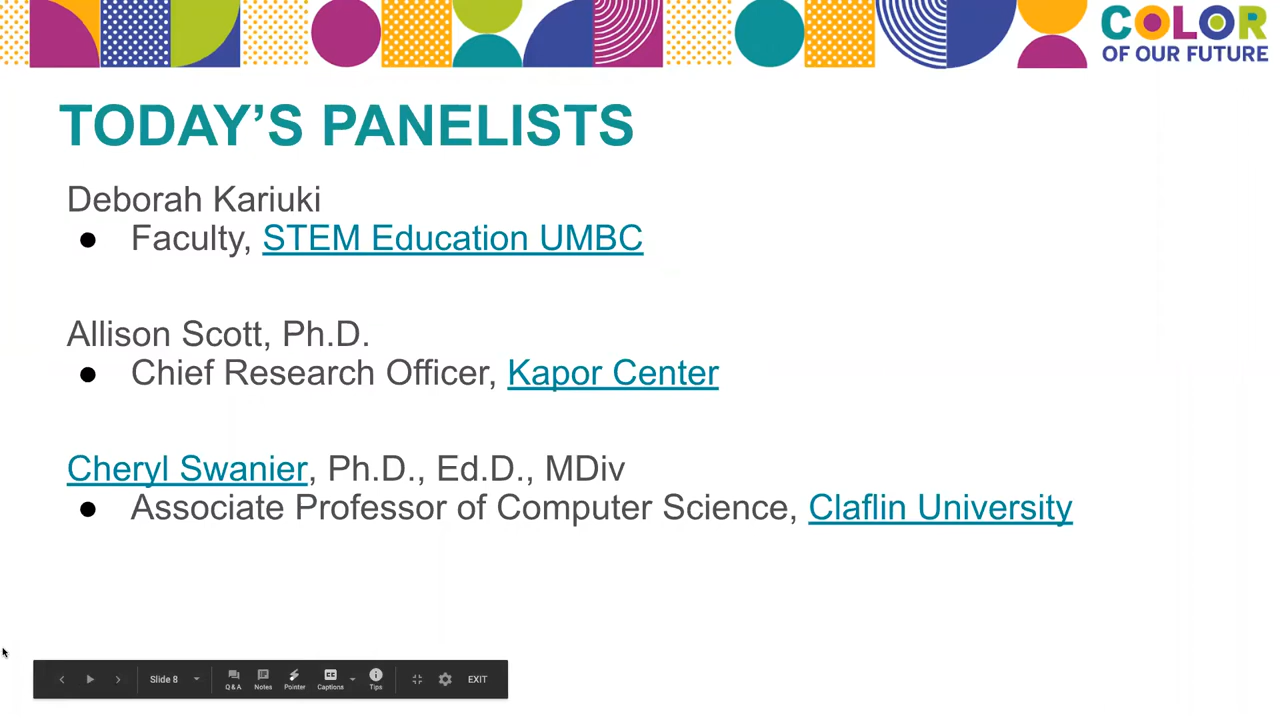 COLOR
OF OUR FUTURE
TODAY’S PANELISTS
Deborah Kariuki
● Faculty, STEM Education UMBC
Allison Scott, Ph.D.
● Chief Research Officer, Kapor Center
Cheryl Swanier, Ph.D., Ed.D., MDiv
● Associate Professor of Computer Science, Claflin University
Slide 8
Q&A Notes Pointer Captions Tips EXIT